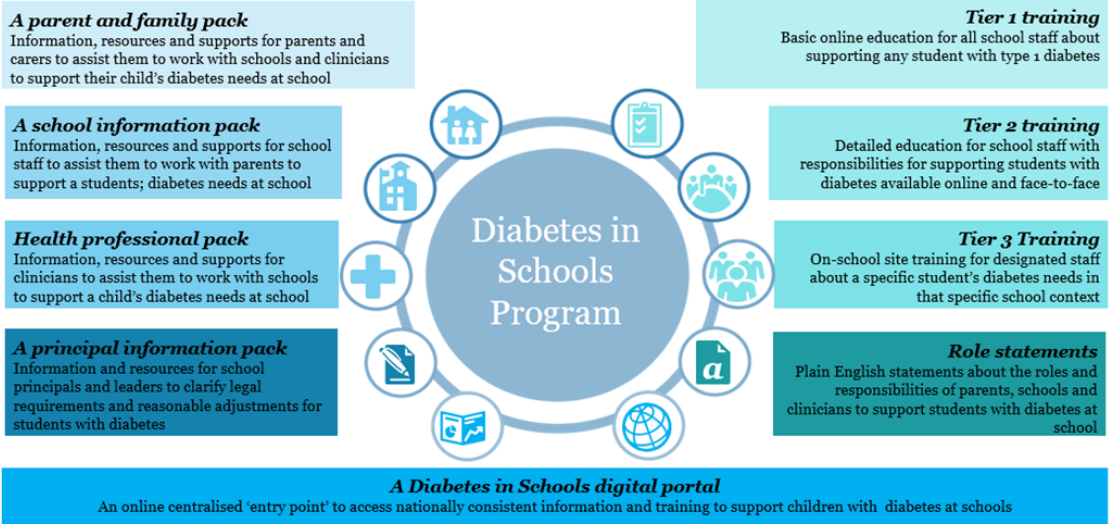 A parent and family pack
Information, resources and supports for parents and
carers to assist them to work with schools and clinicians
to support their child's diabetes needs at school
A school information pack
Information, resources and supports for school
staff to assist them to work with parents to
support a students; diabetes needs at school
Health professional pack
Information, resources and supports for
clinicians to assist them to work with schools
to support a child's diabetes needs at school
A principal information pack
Information and resources for school
principals and leaders to clarify legal
requirements and reasonable adjustments for
students with diabetes
Diabetes in
Schools
Program
a
Tier 1 training
Basic online education for all school staff about
supporting any student with type 1 diabetes
Tier 2 training
Detailed education for school staff with
responsibilities for supporting students with
diabetes available online and face-to-face
Tier 3 Training
On-school site training for designated staff
about a specific student's diabetes needs in
that specific school context
Role statements
Plain English statements about the roles and
responsibilities of parents, schools and
clinicians to support students with diabetes at
school
A Diabetes in Schools digital portal
An online centralised 'entry point' to access nationally consistent information and training to support children with diabetes at schools